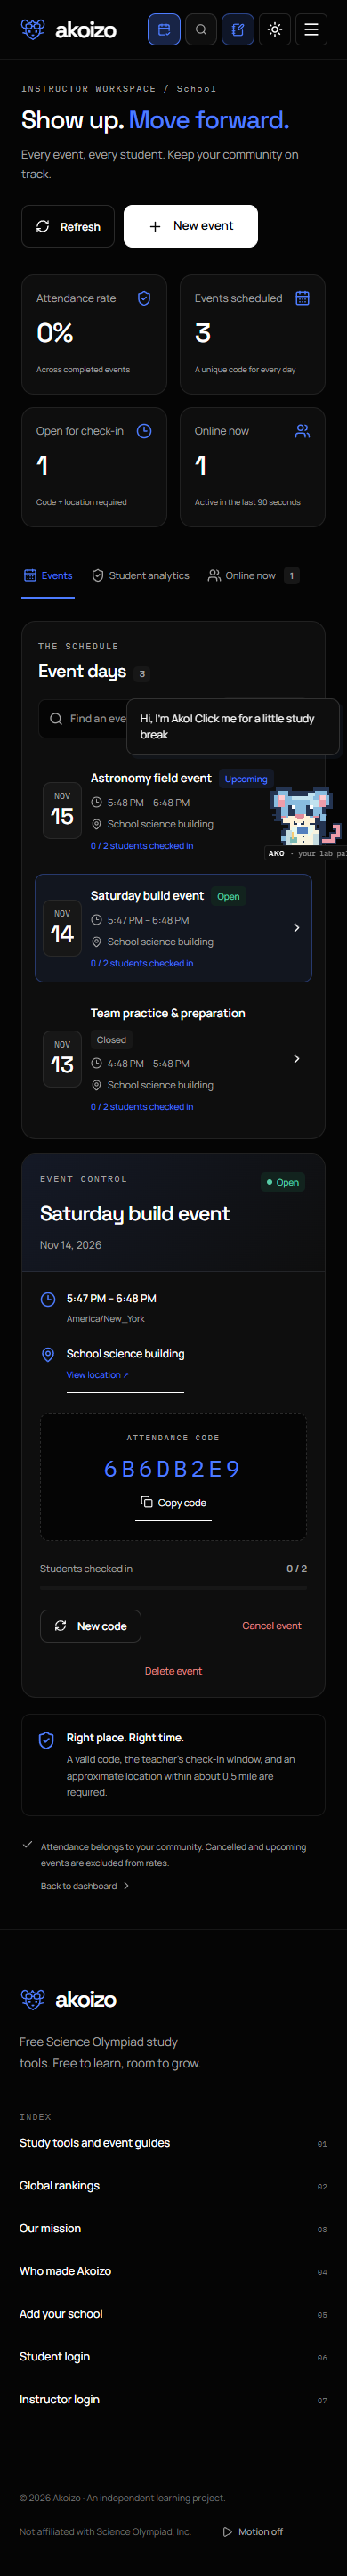 akoizo
INSTRUCTOR WORKSPACE / School
Show up. Move forward.
Every event, every student. Keep your community on
track.
Refresh
New event
Attendance rate
0%
Across completed events
Events scheduled
3
A unique code for every day
Open for check-in
1
Code + location required
Online now
1
Active in the last 90 seconds
Events
Student analytics
Online now 1
THE SCHEDULE
Event days 3
Find an eve
Hi, I'm Ako! Click me for a little study
break.
NOV
15
Astronomy field event Upcoming
5:48 PM – 6:48 PM
School science building
0 / 2 students checked in
AKO · your lab pal
NOV
14
Saturday build event Open
5:47 PM – 6:48 PM
School science building
0 / 2 students checked in
NOV
13
Team practice & preparation
Closed
4:48 PM – 5:48 PM
School science building
0 / 2 students checked in
EVENT CONTROL
Open
Saturday build event
Nov 14, 2026
5:47 PM – 6:48 PM
America/New_York
School science building
View location ↗
ATTENDANCE CODE
6B6DB2E9
Copy code
Students checked in 0 / 2
New code
Cancel event
Delete event
Right place. Right time.
A valid code, the teacher's check-in window, and an
approximate location within about 0.5 mile are
required.
Attendance belongs to your community. Cancelled and upcoming
events are excluded from rates.
Back to dashboard
akoizo
Free Science Olympiad study
tools. Free to learn, room to grow.
INDEX
Study tools and event guides 01
Global rankings 02
Our mission 03
Who made Akoizo 04
Add your school 05
Student login 06
Instructor login 07
© 2026 Akoizo · An independent learning project.
Not affiliated with Science Olympiad, Inc.
Motion off